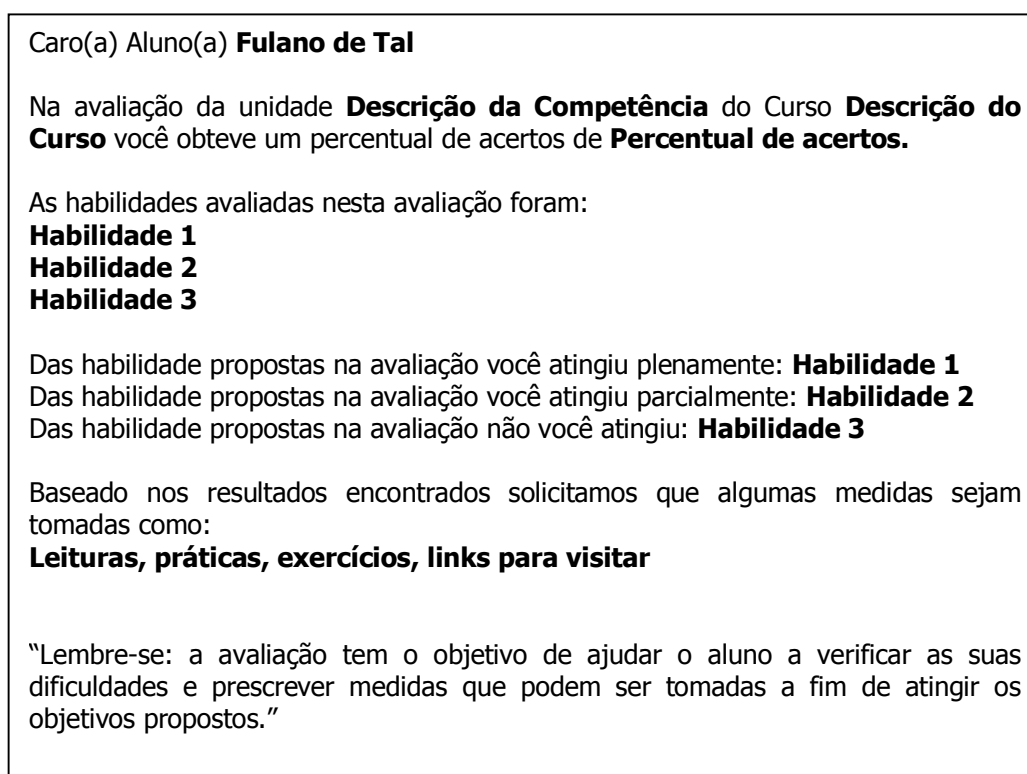 Caro(a) Aluno(a) Fulano de Tal
Na avaliação da unidade Descrição da Competência do Curso Descrição do
Curso você obteve um percentual de acertos de Percentual de acertos.
As habilidades avaliadas nesta avaliação foram:
Habilidade 1
Habilidade 2
Habilidade 3
Das habilidade propostas na avaliação você atingiu plenamente: Habilidade 1
Das habilidade propostas na avaliação você atingiu parcialmente: Habilidade 2
Das habilidade propostas na avaliação não você atingiu: Habilidade 3
Baseado nos resultados encontrados solicitamos que algumas medidas sejam
tomadas como:
Leituras, práticas, exercícios, links para visitar
“Lembre-se: a avaliação tem o objetivo de ajudar o aluno a verificar as suas
dificuldades e prescrever medidas que podem ser tomadas a fim de atingir os
objetivos propostos.”